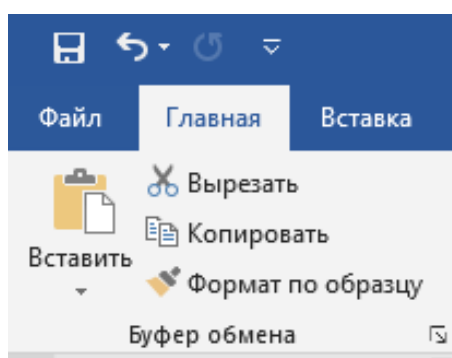 Файл Главная Вставка
Вырезать
Копировать
Вставить
Формат по образцу
Буфер обмена